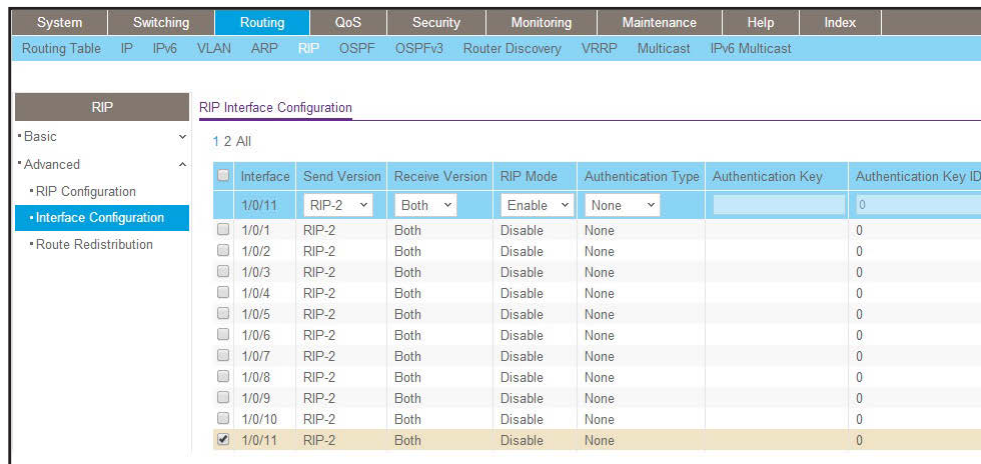 System Switching Routing QoS Security Monitoring Maintenance Help Index
Routing Table IP IPv6 VLAN ARP RIP OSPF OSPFv3 Router Discovery VRRP Multicast IPv6 Multicast
RIP
Basic
Advanced
RIP Configuration
Interface Configuration
Route Redistribution
RIP Interface Configuration
1 2 All
Interface Send Version Receive Version RIP Mode Authentication Type Authentication Key Authentication Key ID
1/0/11 RIP-2 Both Enable None 0
1/0/1 RIP-2 Both Disable None 0
1/0/2 RIP-2 Both Disable None 0
1/0/3 RIP-2 Both Disable None 0
1/0/4 RIP-2 Both Disable None 0
1/0/5 RIP-2 Both Disable None 0
1/0/6 RIP-2 Both Disable None 0
1/0/7 RIP-2 Both Disable None 0
1/0/8 RIP-2 Both Disable None 0
1/0/9 RIP-2 Both Disable None 0
1/0/10 RIP-2 Both Disable None 0
1/0/11 RIP-2 Both Disable None 0